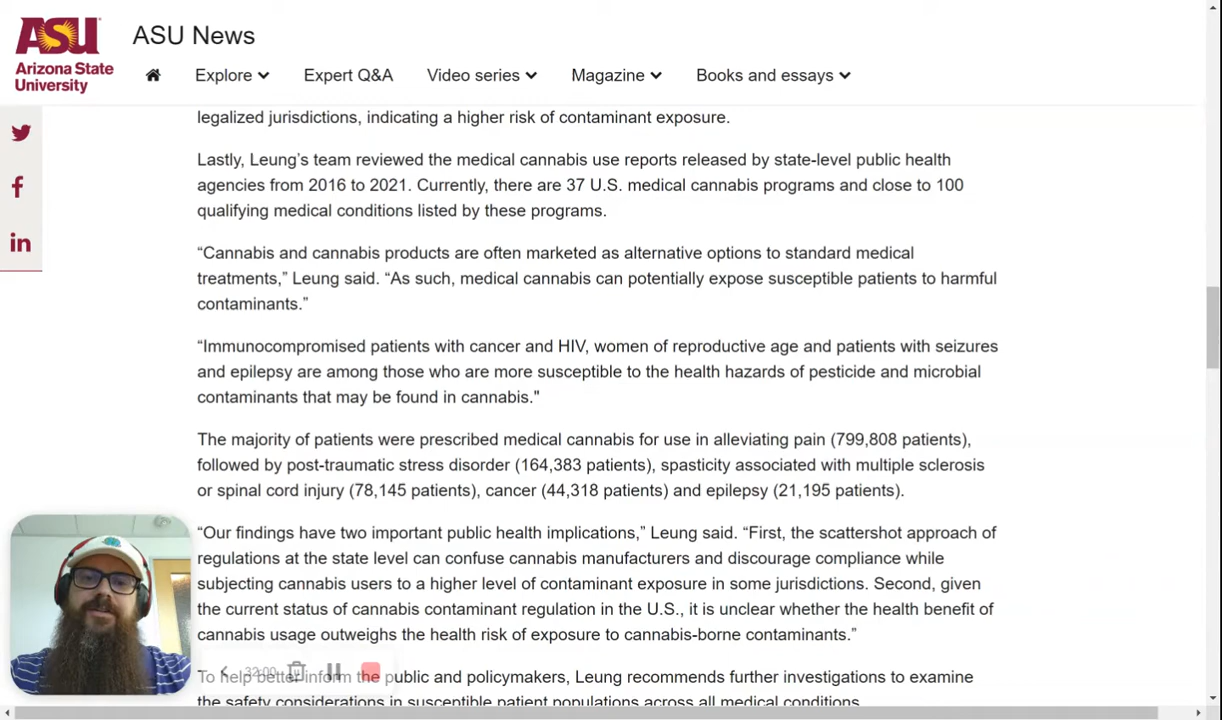 ASU
Arizona State
University
ASU News
Explore
Expert Q&A
Video series
Magazine
Books and essays
legalized jurisdictions, indicating a higher risk of contaminant exposure.
Lastly, Leung’s team reviewed the medical cannabis use reports released by state-level public health
agencies from 2016 to 2021. Currently, there are 37 U.S. medical cannabis programs and close to 100
qualifying medical conditions listed by these programs.
“Cannabis and cannabis products are often marketed as alternative options to standard medical
treatments,” Leung said. “As such, medical cannabis can potentially expose susceptible patients to harmful
contaminants.”
“Immunocompromised patients with cancer and HIV, women of reproductive age and patients with seizures
and epilepsy are among those who are more susceptible to the health hazards of pesticide and microbial
contaminants that may be found in cannabis."
The majority of patients were prescribed medical cannabis for use in alleviating pain (799,808 patients),
followed by post-traumatic stress disorder (164,383 patients), spasticity associated with multiple sclerosis
or spinal cord injury (78,145 patients), cancer (44,318 patients) and epilepsy (21,195 patients).
“Our findings have two important public health implications,” Leung said. “First, the scattershot approach of
regulations at the state level can confuse cannabis manufacturers and discourage compliance while
subjecting cannabis users to a higher level of contaminant exposure in some jurisdictions. Second, given
the current status of cannabis contaminant regulation in the U.S., it is unclear whether the health benefit of
cannabis usage outweighs the health risk of exposure to cannabis-borne contaminants.”
32:00
To help better inform the public and policymakers, Leung recommends further investigations to examine
the safety considerations in susceptible patient populations across all medical conditions.